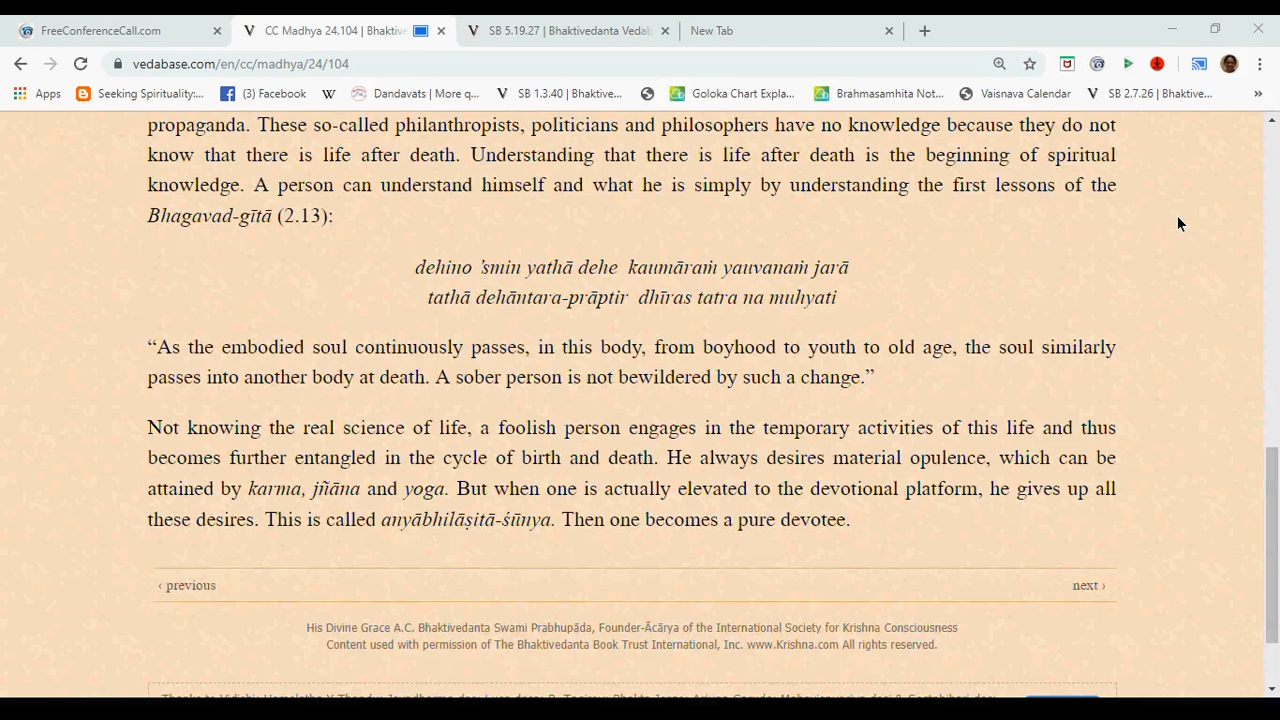 FreeConferenceCall.com
CC Madhya 24.104 | Bhaktive
SB 5.19.27 | Bhaktivedanta Vedab
New Tab
vedabase.com/en/cc/madhya/24/104
Apps
Seeking Spirituality:...
(3) Facebook
W
Dandavats | More q...
SB 1.3.40 | Bhaktive...
Goloka Chart Expla...
Brahmasamhita Not...
Vaisnava Calendar
SB 2.7.26 | Bhaktive...
»
propaganda. These so-called philanthropists, politicians and philosophers have no knowledge because they do not
know that there is life after death. Understanding that there is life after death is the beginning of spiritual
knowledge. A person can understand himself and what he is simply by understanding the first lessons of the
Bhagavad-gītā (2.13):
dehino ’smin yathā dehe kaumāraṁ yauvanaṁ jarā
tathā dehāntara-prāptir dhīras tatra na muhyati
“As the embodied soul continuously passes, in this body, from boyhood to youth to old age, the soul similarly
passes into another body at death. A sober person is not bewildered by such a change.”
Not knowing the real science of life, a foolish person engages in the temporary activities of this life and thus
becomes further entangled in the cycle of birth and death. He always desires material opulence, which can be
attained by karma, jñāna and yoga. But when one is actually elevated to the devotional platform, he gives up all
these desires. This is called anyābhilāṣitā-śūnya. Then one becomes a pure devotee.
‹ previous
next ›
His Divine Grace A.C. Bhaktivedanta Swami Prabhupāda, Founder-Ācārya of the International Society for Krishna Consciousness
Content used with permission of The Bhaktivedanta Book Trust International, Inc. www.Krishna.com All rights reserved.